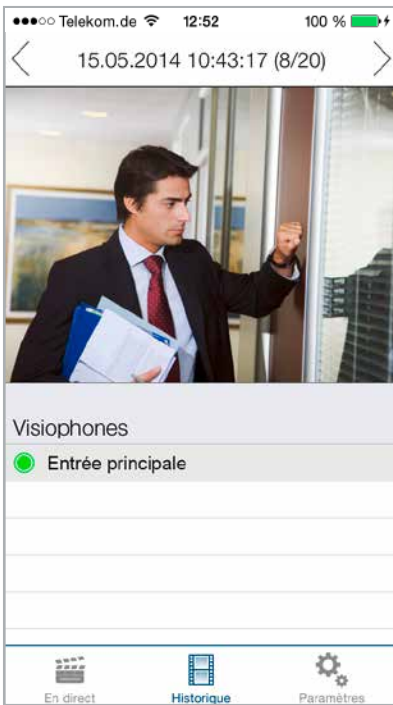 Telekom.de 12:52 100 %
15.05.2014 10:43:17 (8/20)
Visiophones
Entrée principale
En direct Historique Paramètres